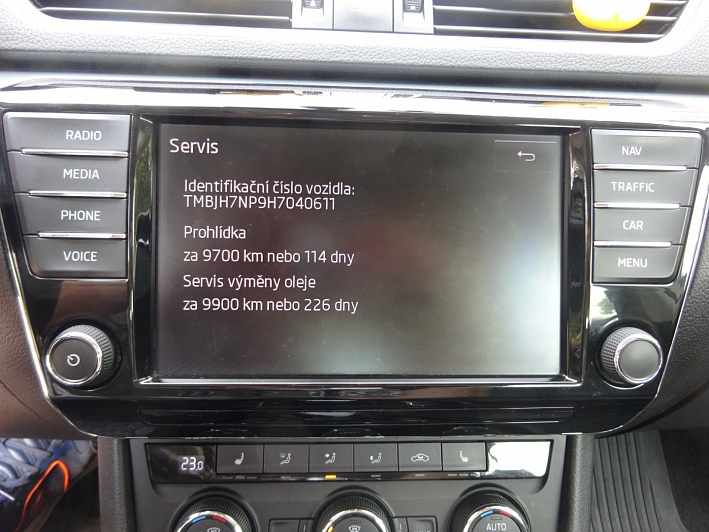 RADIO
MEDIA
PHONE
VOICE
Servis
Identifikační číslo vozidla:
TMBJH7NP9H7040611
Prohlídka
za 9700 km nebo 114 dny
Servis výměny oleje
za 9900 km nebo 226 dny
NAV
TRAFFIC
CAR
MENU
23.0
AUTO